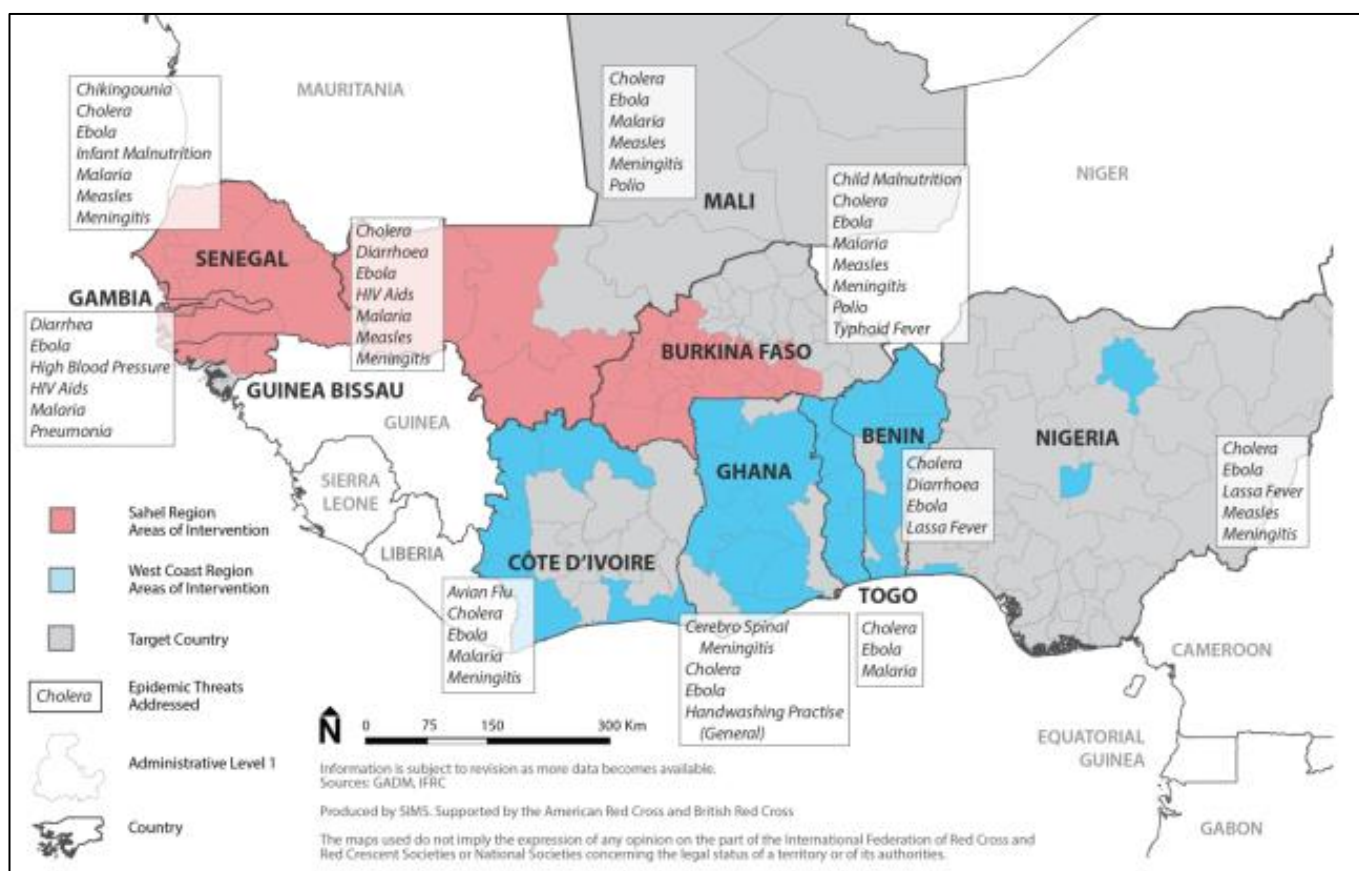 MAURITANIA
Chikingounia
Cholera
Ebola
Infant Malnutrition
Malaria
Measles
Meningitis
Cholera
Ebola
Malaria
Measles
Meningitis
Polio
MALI
NIGER
Child Malnutrition
Cholera
Ebola
Malaria
Measles
Meningitis
Polio
Typhoid Fever
SENEGAL
Cholera
Diarrhoea
Ebola
HIV Aids
Malaria
Measles
Meningitis
GAMBIA
Diarrhea
Ebola
High Blood Pressure
HIV Aids
Malaria
Pneumonia
GUINEA BISSAU
GUINEA
BURKINA FASO
SIERRA
LEONE
LIBERIA
CÔTE D'IVOIRE
Avian Flu
Cholera
Ebola
Malaria
Meningitis
GHANA
Cerebro Spinal
Meningitis
Cholera
Ebola
Handwashing Practise
(General)
BENIN
Cholera
Diarrhoea
Ebola
Lassa Fever
TOGO
Cholera
Ebola
Malaria
NIGERIA
Cholera
Ebola
Lassa Fever
Measles
Meningitis
CAMEROON
EQUATORIAL
GUINEA
GABON
Sahel Region
Areas of Intervention
West Coast Region
Areas of Intervention
Target Country
Cholera
Epidemic Threats
Addressed
Administrative Level 1
Country
N
0 75 150 300 Km
Information is subject to revision as more data becomes available.
Sources: GADM, IFRC
Produced by SIMS. Supported by the American Red Cross and British Red Cross
The maps used do not imply the expression of any opinion on the part of the International Federation of Red Cross and
Red Crescent Societies or National Societies concerning the legal status of a territory or of its authorities.